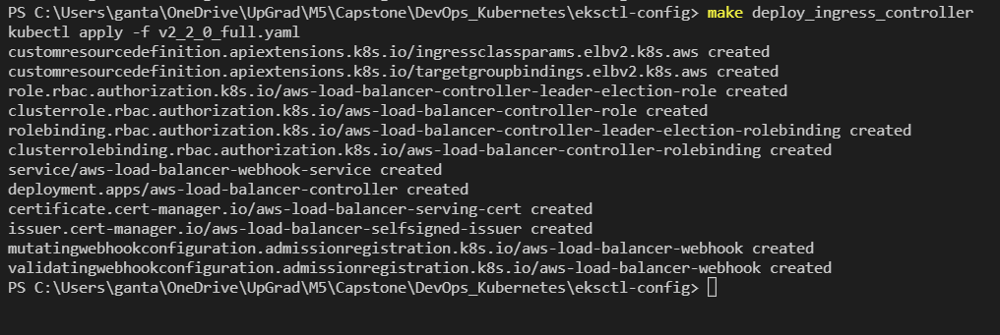 PS C:\Users\ganta\OneDrive\UpGrad\M5\Capstone\DevOps_Kubernetes\eksctl-config> make deploy_ingress_controller
kubectl apply -f v2_2_0_full.yaml
customresourcedefinition.apiextensions.k8s.io/ingressclassparams.elbv2.k8s.aws created
customresourcedefinition.apiextensions.k8s.io/targetgroupbindings.elbv2.k8s.aws created
role.rbac.authorization.k8s.io/aws-load-balancer-controller-leader-election-role created
clusterrole.rbac.authorization.k8s.io/aws-load-balancer-controller-role created
rolebinding.rbac.authorization.k8s.io/aws-load-balancer-controller-leader-election-rolebinding created
clusterrolebinding.rbac.authorization.k8s.io/aws-load-balancer-controller-rolebinding created
service/aws-load-balancer-webhook-service created
deployment.apps/aws-load-balancer-controller created
certificate.cert-manager.io/aws-load-balancer-serving-cert created
issuer.cert-manager.io/aws-load-balancer-selfsigned-issuer created
mutatingwebhookconfiguration.admissionregistration.k8s.io/aws-load-balancer-webhook created
validatingwebhookconfiguration.admissionregistration.k8s.io/aws-load-balancer-webhook created
PS C:\Users\ganta\OneDrive\UpGrad\M5\Capstone\DevOps_Kubernetes\eksctl-config>